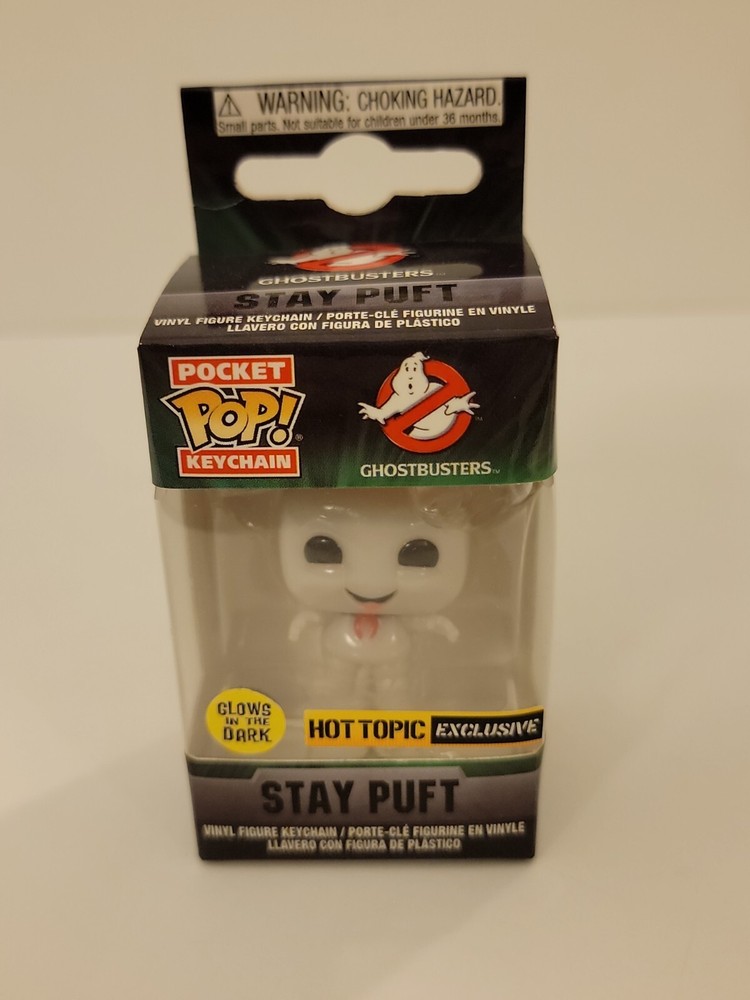 WARNING: CHOKING HAZARD.
Small parts. Not suitable for children under 36 months.
GHOSTBUSTERS™
STAY PUFT
VINYL FIGURE KEYCHAIN / PORTE-CLÉ FIGURINE EN VINYLE
LLAVERO CON FIGURA DE PLÁSTICO
POCKET
POP!®
KEYCHAIN
GHOSTBUSTERS™
GLOWS
IN THE
DARK
HOT TOPIC EXCLUSIVE
STAY PUFT
VINYL FIGURE KEYCHAIN / PORTE-CLÉ FIGURINE EN VINYLE
LLAVERO CON FIGURA DE PLÁSTICO